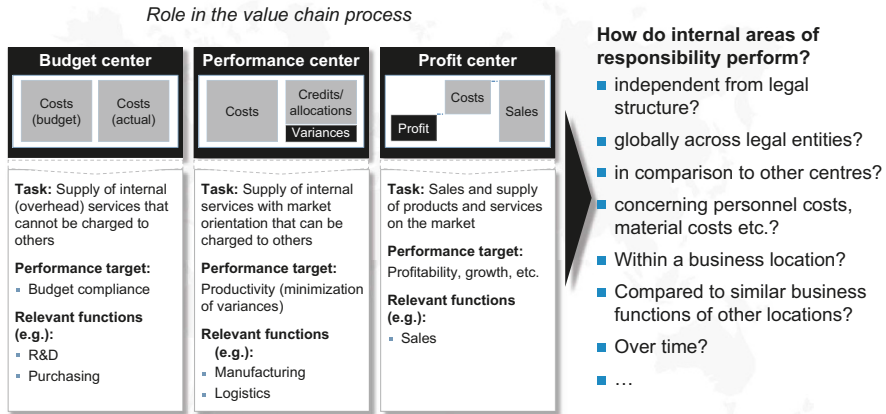 Role in the value chain process
Budget center
Costs
(budget)
Costs
(actual)
Task: Supply of internal
(overhead) services that
cannot be charged to
others
Performance target:
Budget compliance
Relevant functions
(e.g.):
R&D
Purchasing
Performance center
Costs
Credits/
allocations
Variances
Task: Supply of internal
services with market
orientation that can be
charged to others
Performance target:
Productivity (minimization
of variances)
Relevant functions
(e.g.):
Manufacturing
Logistics
Profit center
Profit
Costs
Sales
Task: Sales and supply
of products and services
on the market
Performance target:
Profitability, growth, etc.
Relevant functions
(e.g.):
Sales
How do internal areas of
responsibility perform?
independent from legal
structure?
globally across legal entities?
in comparison to other centres?
concerning personnel costs,
material costs etc.?
Within a business location?
Compared to similar business
functions of other locations?
Over time?
…